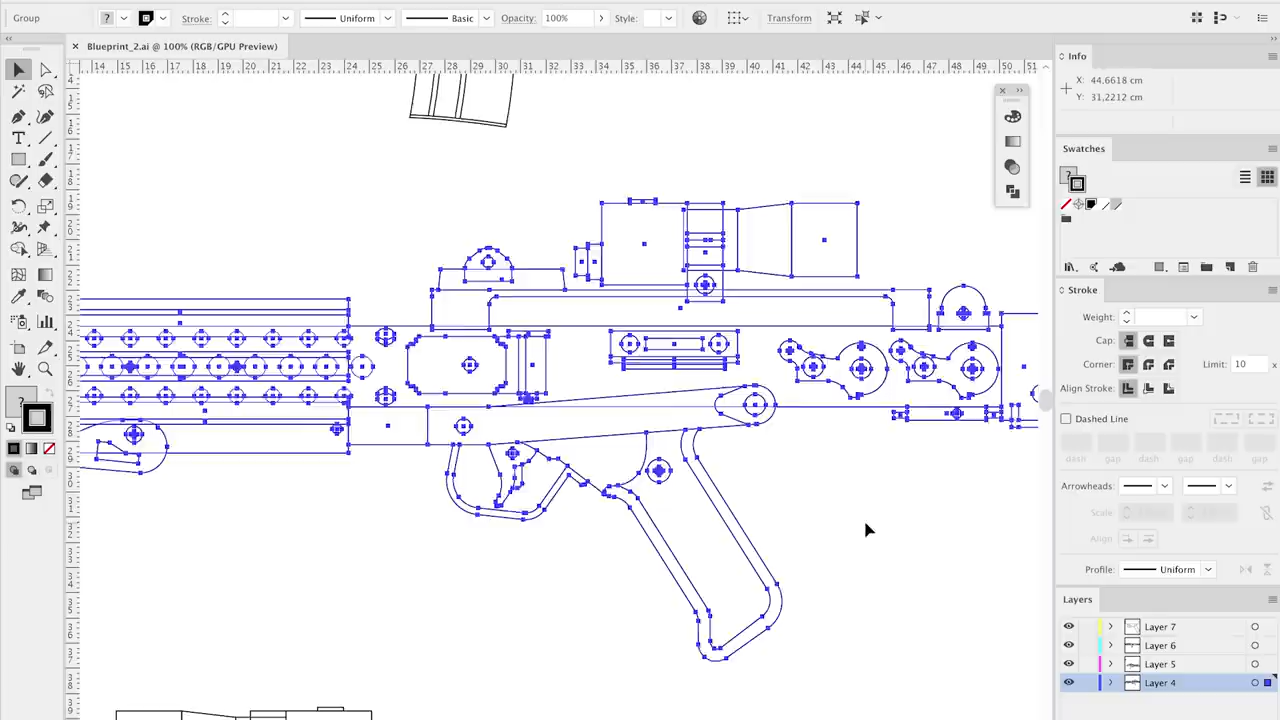 Group ? Stroke: Uniform Basic Opacity: 100% Style: Transform
× Blueprint_2.ai @ 100% (RGB/GPU Preview)
14 15 16 17 18 19 20 21 22 23 24 25 26 27 28 29 30 31 32 33 34 35 36 37 38 39 40 41 42 43 44 45 46 47 48 49 50 51
Info
X: 44,6618 cm
Y: 31,2212 cm
Swatches
?
Stroke
Weight:
Cap:
Corner: Limit: 10 x
Align Stroke:
Dashed Line
dash gap dash gap dash gap
Arrowheads:
Scale:
Align:
Profile: Uniform
Layers
Layer 7
Layer 6
Layer 5
Layer 4